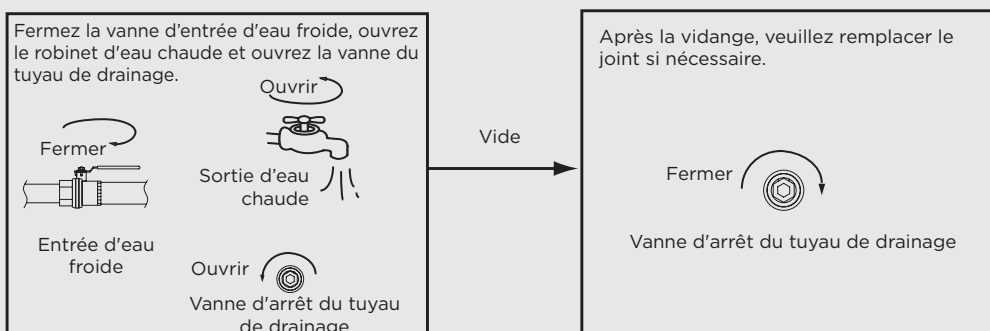 Fermez la vanne d’entrée d'eau froide, ouvrez
le robinet d'eau chaude et ouvrez la vanne du
tuyau de drainage.
Ouvrir
Fermer
Sortie d’eau
chaude
Entrée d'eau
froide
Ouvrir
Vanne d'arrêt du tuyau
de drainage
Vide
Après la vidange, veuillez remplacer le
joint si nécessaire.
Fermer
Vanne d'arrêt du tuyau de drainage